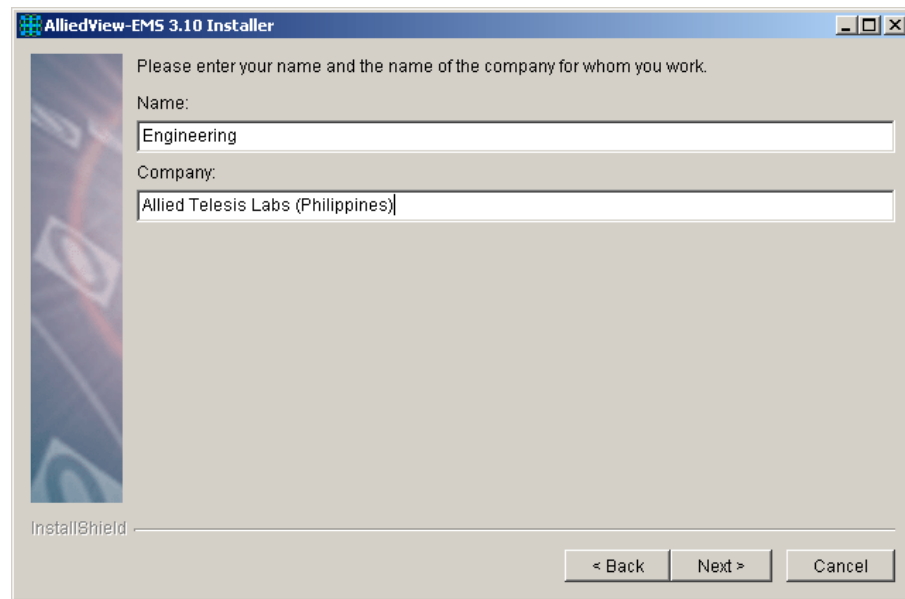 AlliedView-EMS 3.10 Installer
Please enter your name and the name of the company for whom you work.
Name:
Engineering
Company:
Allied Telesis Labs (Philippines)
InstallShield
< Back Next > Cancel